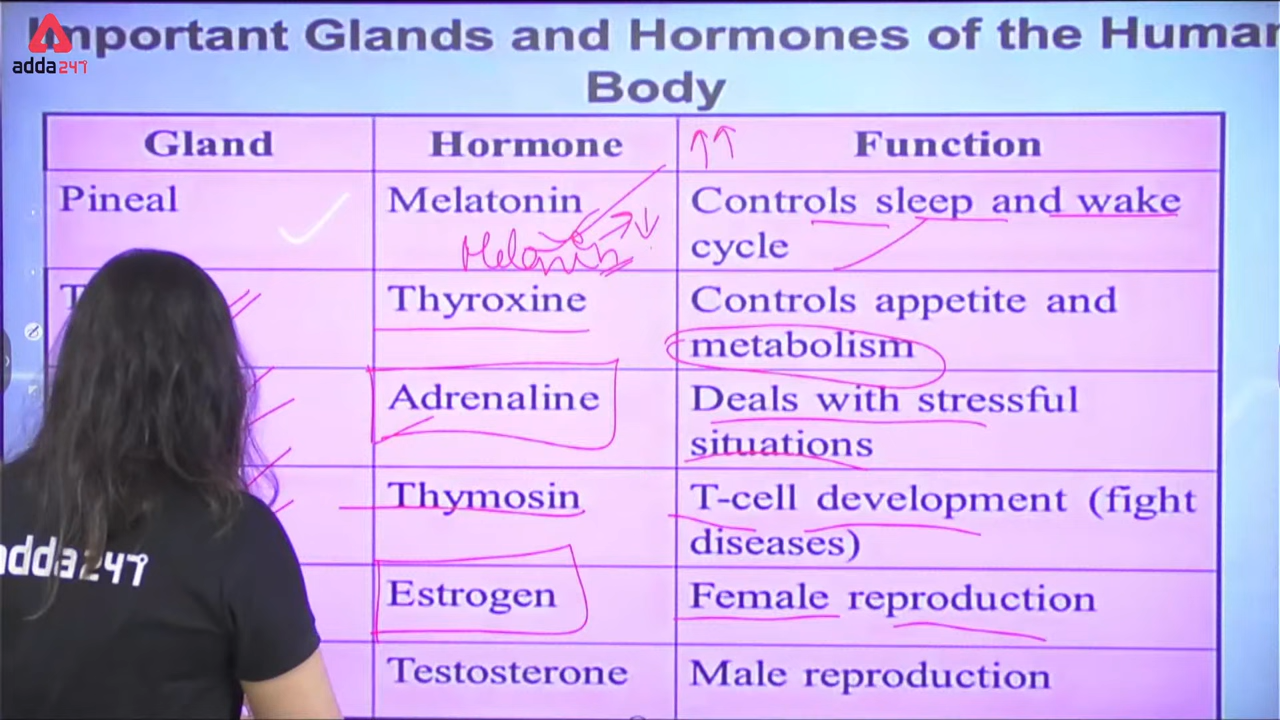 Important Glands and Hormones of the Human
Body
adda247
Gland Hormone Function
Pineal Melatonin Controls sleep and wake
cycle
Melanin
Thyroxine Controls appetite and
metabolism
Adrenaline Deals with stressful
situations
Thymosin T-cell development (fight
diseases)
adda247
Estrogen Female reproduction
Testosterone Male reproduction